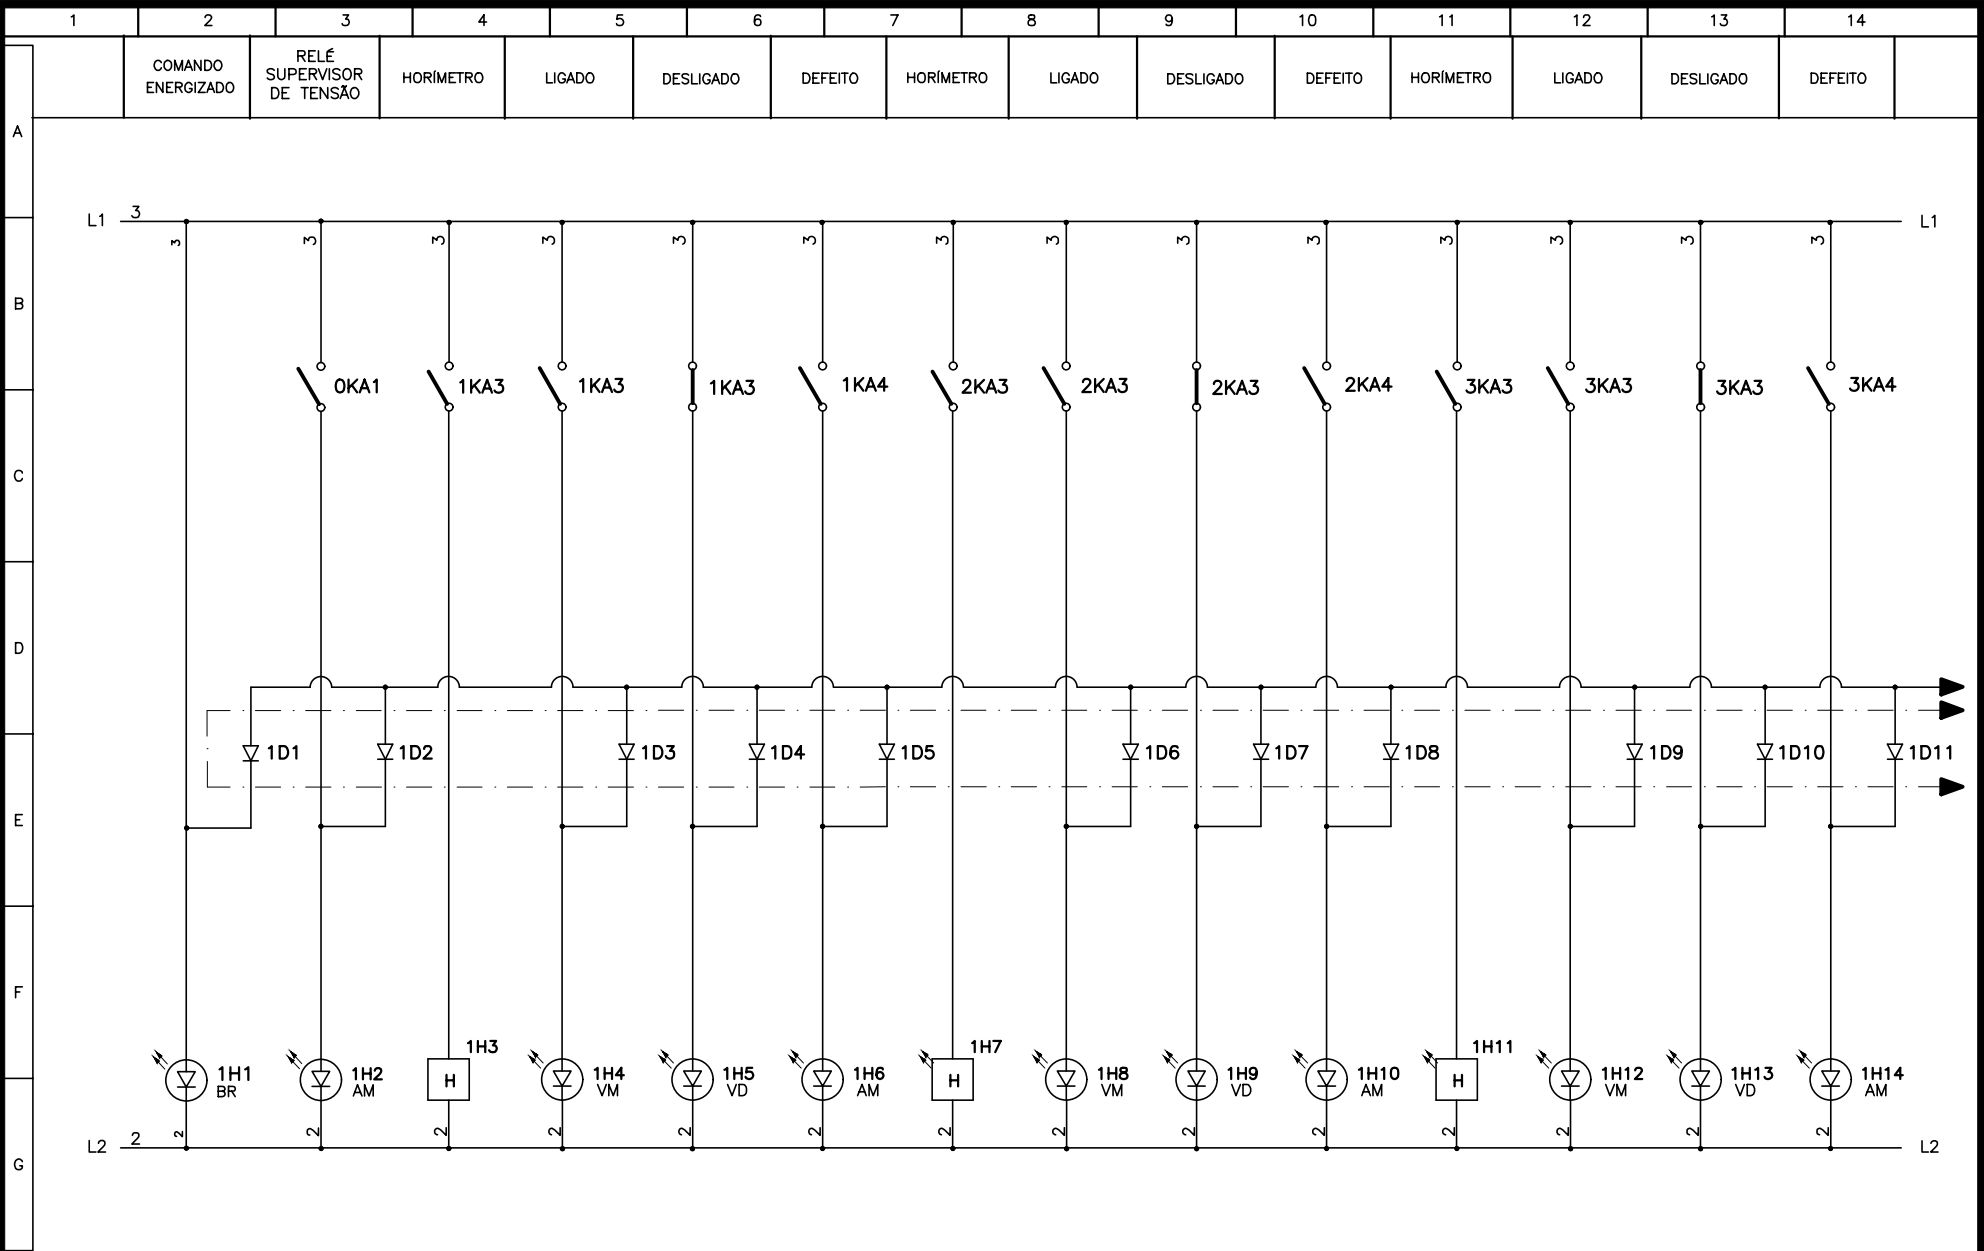 1 2 3 4 5 6 7 8 9 10 11 12 13 14
COMANDO
ENERGIZADO
RELÉ
SUPERVISOR
DE TENSÃO
HORÍMETRO
LIGADO
DESLIGADO
DEFEITO
HORÍMETRO
LIGADO
DESLIGADO
DEFEITO
HORÍMETRO
LIGADO
DESLIGADO
DEFEITO
A
L1 3 L1
3 3 3 3 3 3 3 3 3 3 3 3 3 3
B
0KA1 1KA3 1KA3 1KA3 1KA4 2KA3 2KA3 2KA3 2KA4 3KA3 3KA3 3KA3 3KA4
C
D
1D1 1D2 1D3 1D4 1D5 1D6 1D7 1D8 1D9 1D10 1D11
E
F
1H1
BR
1H2
AM
1H3
H
1H4
VM
1H5
VD
1H6
AM
1H7
H
1H8
VM
1H9
VD
1H10
AM
1H11
H
1H12
VM
1H13
VD
1H14
AM
2 2 2 2 2 2 2 2 2 2 2 2 2 2
L2 2 L2
G